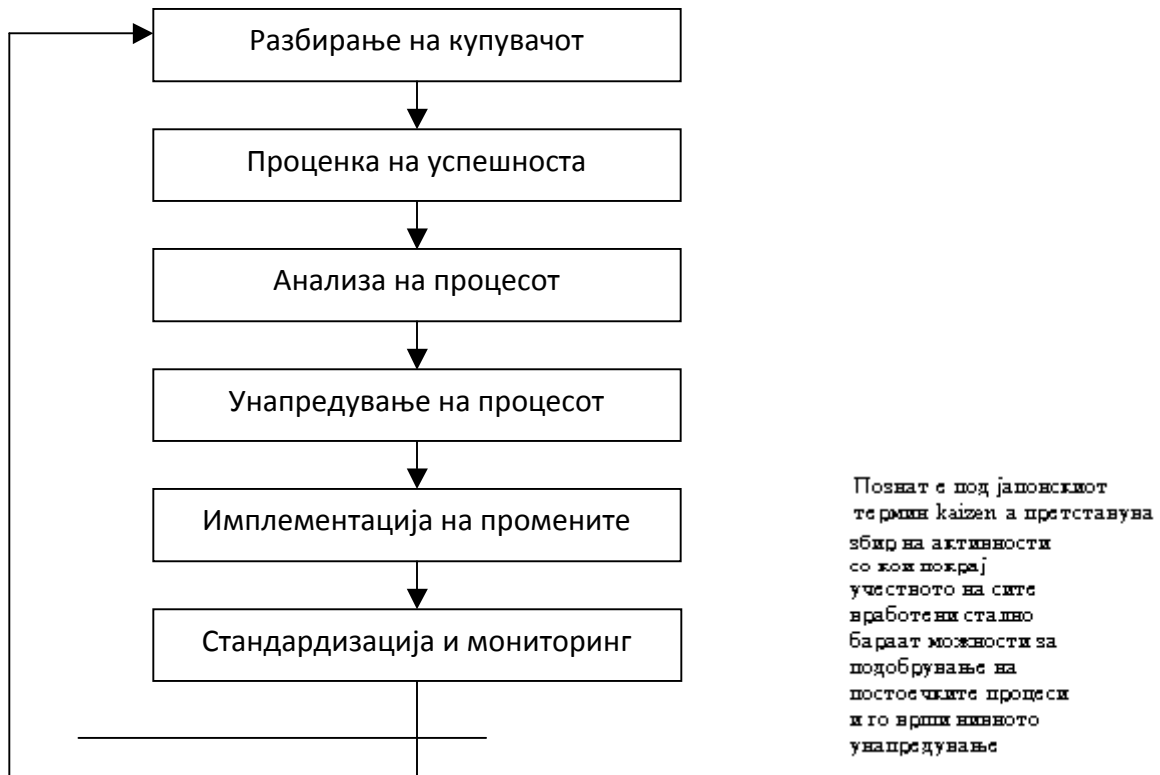 Разбирање на купувачот
Проценка на успешноста
Анализа на процесот
Унапредување на процесот
Имплементација на промените
Стандардизација и мониторинг
Познат е под јапонскиот
термин kaizen а претставува
збир на активности
со кои покрај
учеството на сите
вработени стално
бараат можности за
подобрување на
постоечките процеси
и го врши нивното
унапредување